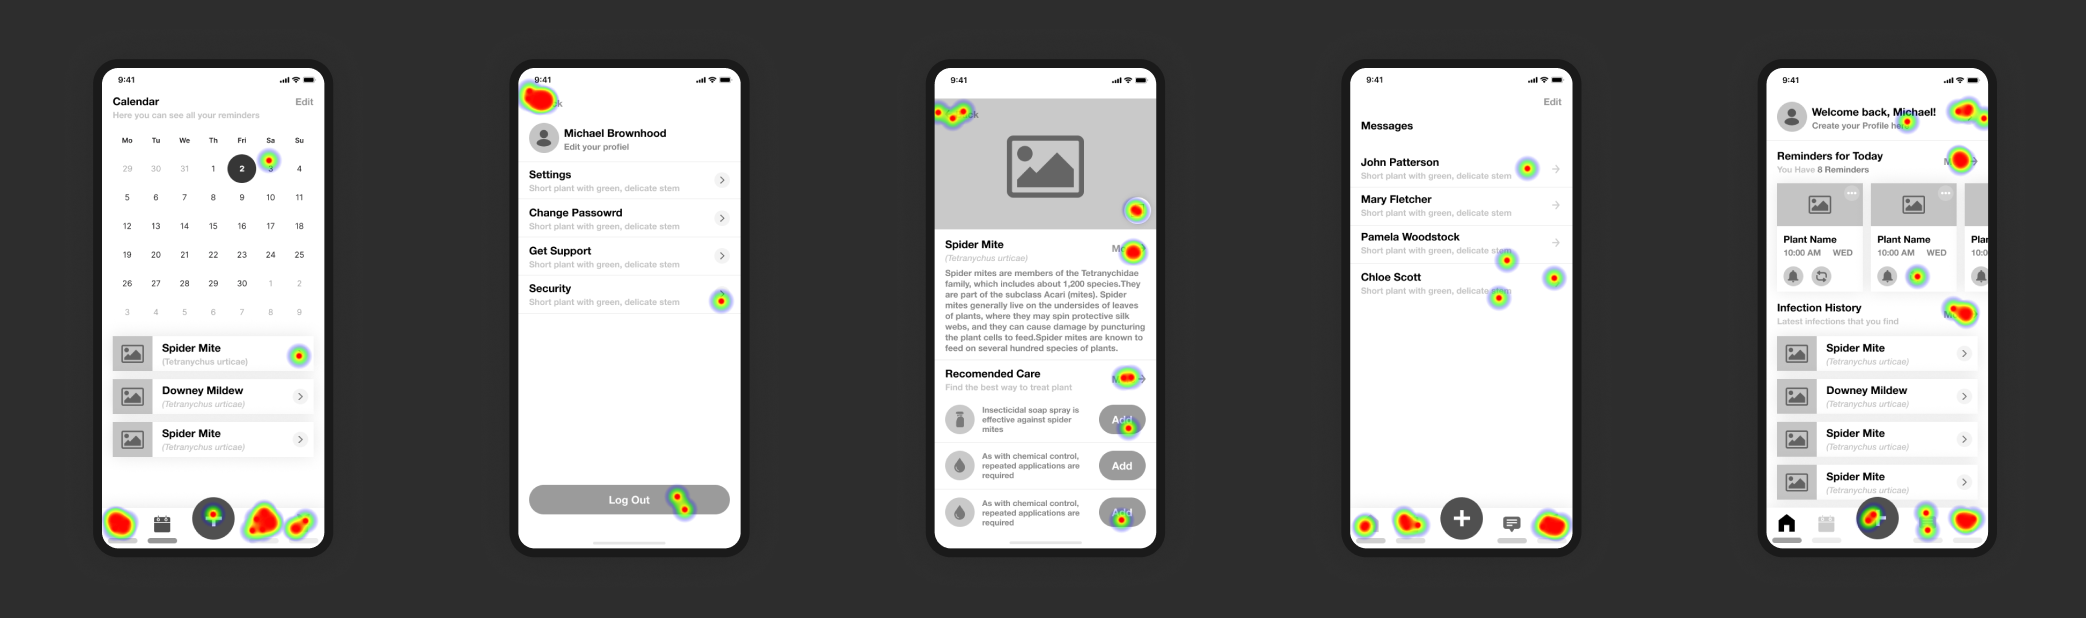 9:41
Calendar
Edit
Here you can see all your reminders
Mo Tu We Th Fri Sa Su
29 30 31 1 2 3 4
5 6 7 8 9 10 11
12 13 14 15 16 17 18
19 20 21 22 23 24 25
26 27 28 29 30 1 2
3 4 5 6 7 8 9
Spider Mite
(Tetranychus urticae)
Downey Mildew
(Tetranychus urticae)
Spider Mite
(Tetranychus urticae)
9:41
Michael Brownhood
Edit your profiel
Settings
Short plant with green, delicate stem
Change Passowrd
Short plant with green, delicate stem
Get Support
Short plant with green, delicate stem
Security
Short plant with green, delicate stem
Log Out
9:41
Spider Mite
(Tetranychus urticae)
Spider mites are members of the Tetranychidae
family, which includes about 1,200 species.They
are part of the subclass Acari (mites). Spider
mites generally live on the undersides of leaves
of plants, where they may spin protective silk
webs, and they can cause damage by puncturing
the plant cells to feed.Spider mites are known to
feed on several hundred species of plants.
Recomended Care
Find the best way to treat plant
Insecticidal soap spray is
effective against spider
mites
Add
As with chemical control,
repeated applications are
required
Add
As with chemical control,
repeated applications are
required
Add
9:41
Edit
Messages
John Patterson
Short plant with green, delicate stem
Mary Fletcher
Short plant with green, delicate stem
Pamela Woodstock
Short plant with green, delicate stem
Chloe Scott
Short plant with green, delicate stem
9:41
Welcome back, Michael!
Create your Profile here
Reminders for Today
You Have 8 Reminders
Plant Name
10:00 AM WED
Plant Name
10:00 AM WED
Plan
10:00
Infection History
Latest infections that you find
Spider Mite
(Tetranychus urticae)
Downey Mildew
(Tetranychus urticae)
Spider Mite
(Tetranychus urticae)
Spider Mite
(Tetranychus urticae)